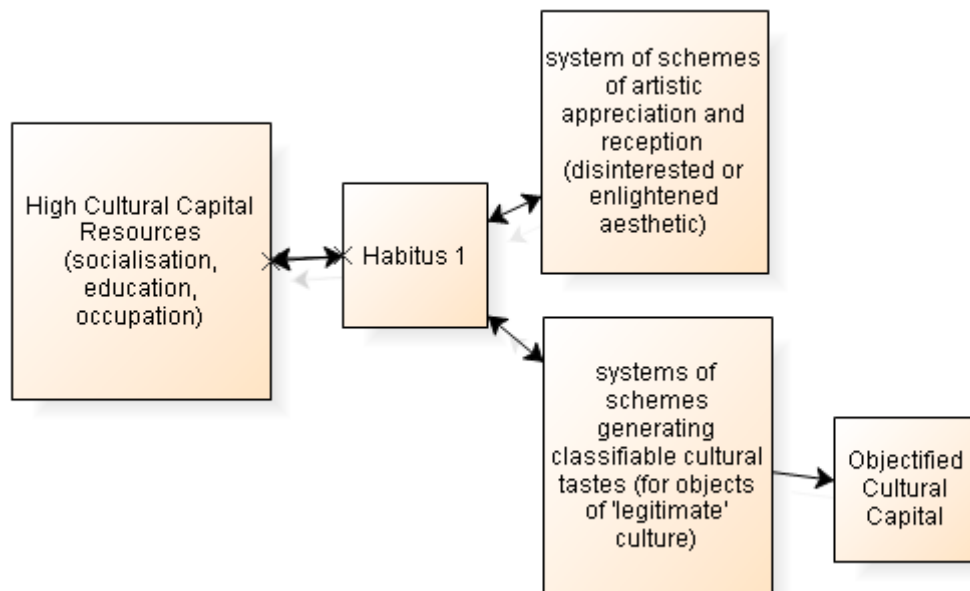 High Cultural Capital
Resources
(socialisation,
education,
occupation)
Habitus 1
system of schemes
of artistic
appreciation and
reception
(disinterested or
enlightened
aesthetic)
systems of
schemes
generating
classifiable cultural
tastes (for objects
of 'legitimate'
culture)
Objectified
Cultural
Capital